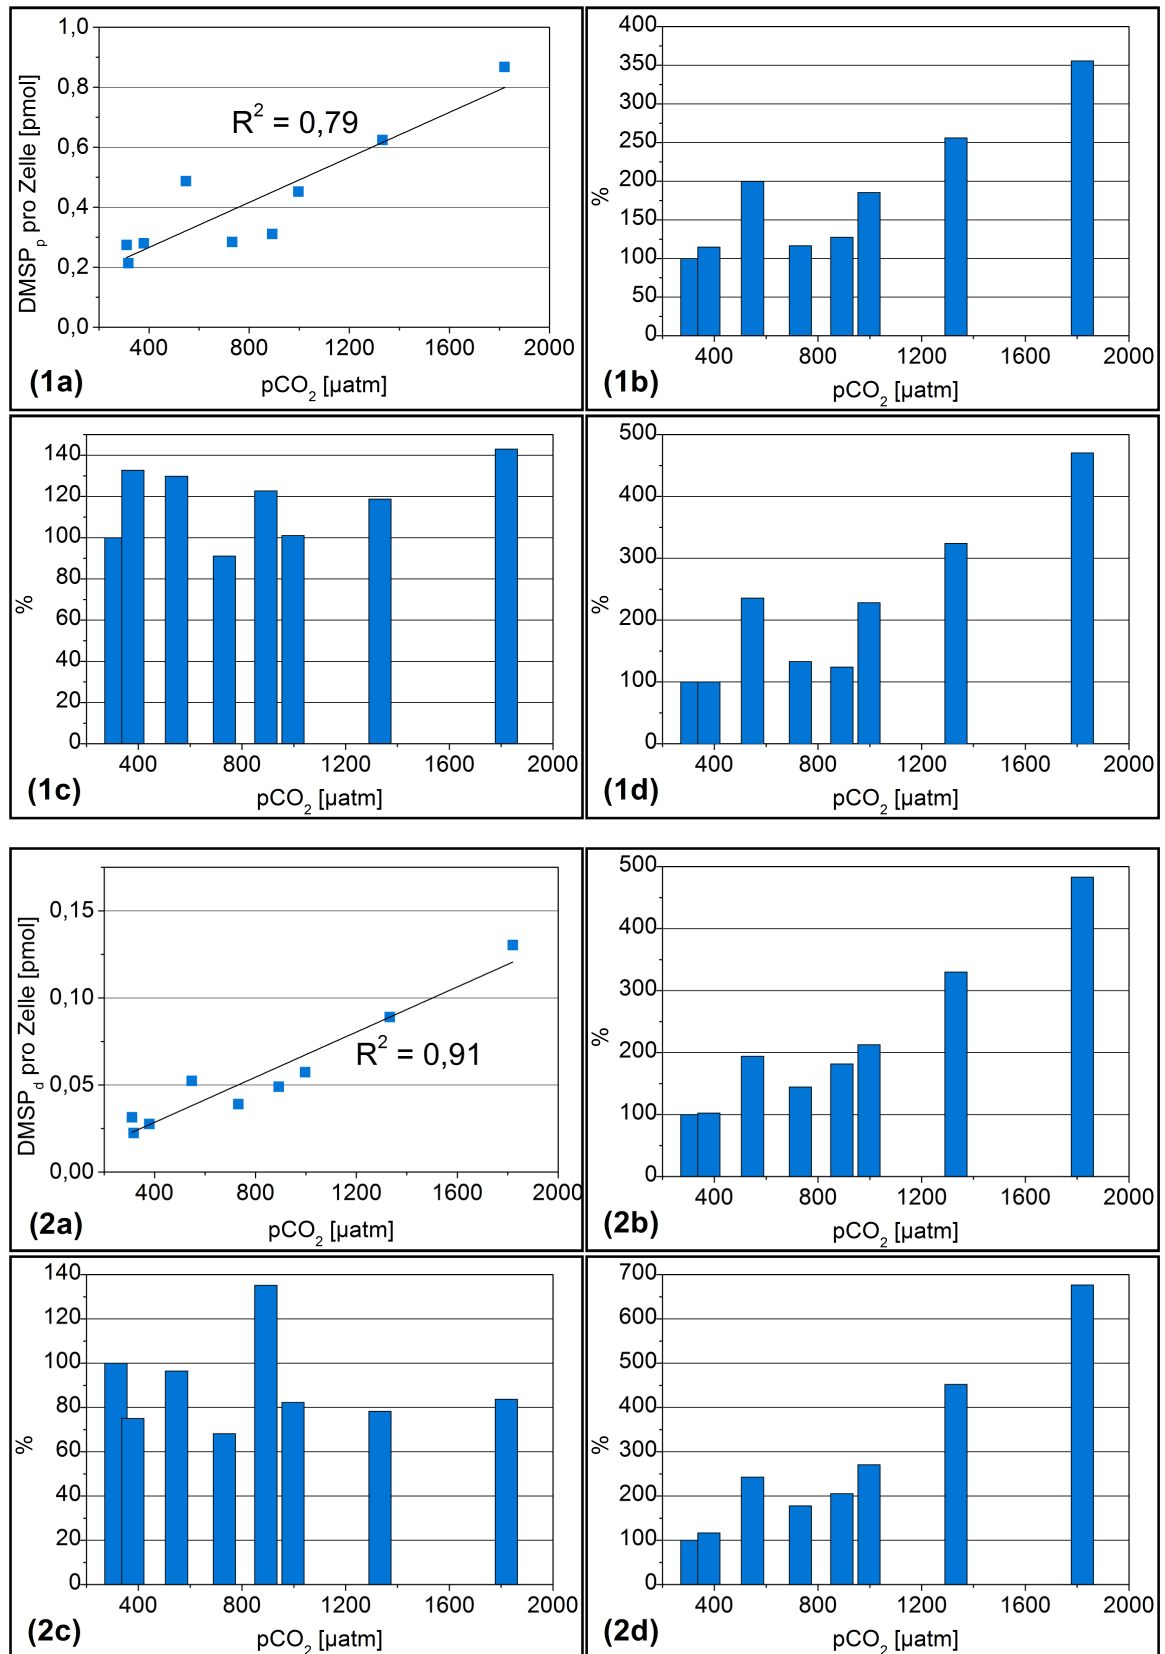 1,0
0,8
0,6
0,4
0,2
0,0
DMSPp pro Zelle [pmol]
R² = 0,79
400 800 1200 1600 2000
pCO₂ [µatm]
(1a)
400
350
300
250
200
150
100
50
0
%
400 800 1200 1600 2000
pCO₂ [µatm]
(1b)
140
120
100
80
60
40
20
0
%
400 800 1200 1600 2000
pCO₂ [µatm]
(1c)
500
400
300
200
100
0
%
400 800 1200 1600 2000
pCO₂ [µatm]
(1d)
0,15
0,10
0,05
0,00
DMSPd pro Zelle [pmol]
R² = 0,91
400 800 1200 1600 2000
pCO₂ [µatm]
(2a)
500
400
300
200
100
0
%
400 800 1200 1600 2000
pCO₂ [µatm]
(2b)
140
120
100
80
60
40
20
0
%
400 800 1200 1600 2000
pCO₂ [µatm]
(2c)
700
600
500
400
300
200
100
0
%
400 800 1200 1600 2000
pCO₂ [µatm]
(2d)